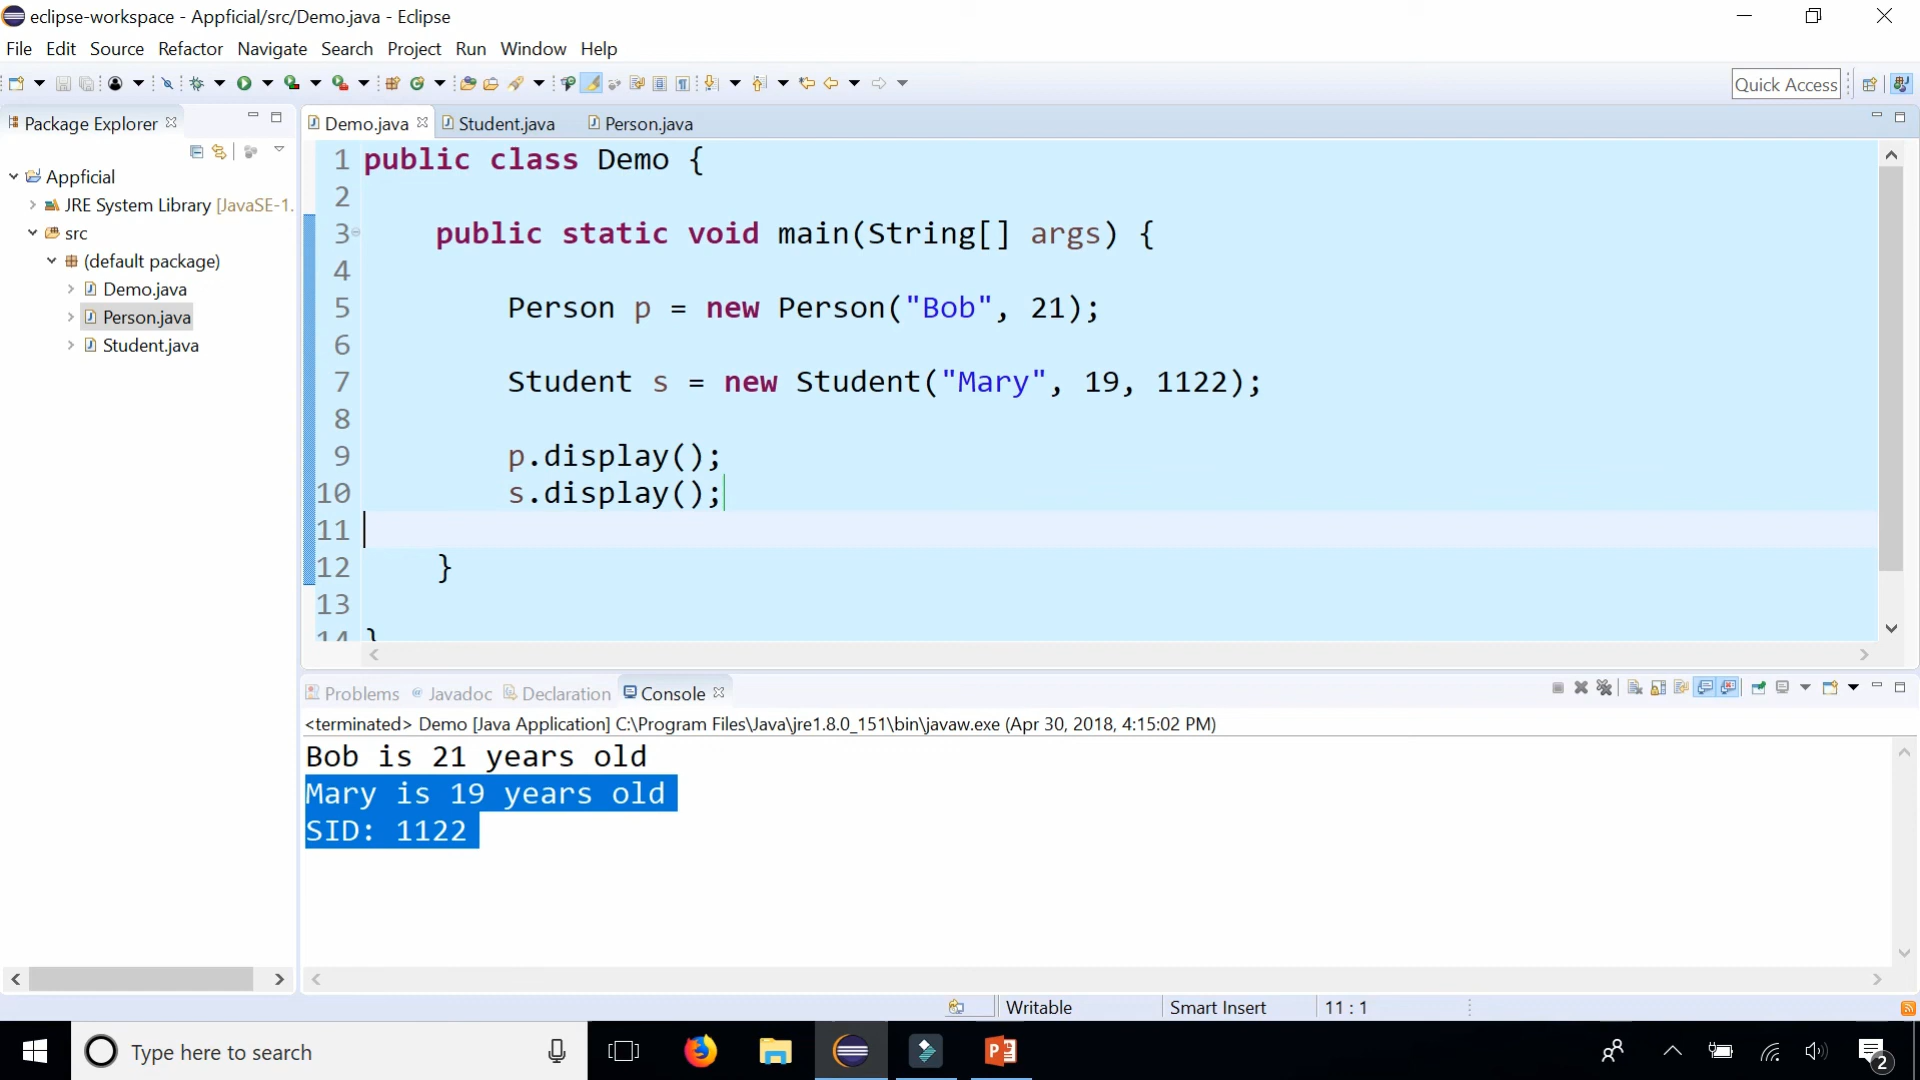 eclipse-workspace - Appficial/src/Demo.java - Eclipse
File Edit Source Refactor Navigate Search Project Run Window Help
Quick Access
Package Explorer
Demo.java Student.java Person.java
Appficial
JRE System Library [JavaSE-1.
src
(default package)
Demo.java
Person.java
Student.java
1 public class Demo {
2
3 public static void main(String[] args) {
4
5 Person p = new Person("Bob", 21);
6
7 Student s = new Student("Mary", 19, 1122);
8
9 p.display();
10 s.display();
11
12 }
13
14 }
Problems Javadoc Declaration Console
<terminated> Demo [Java Application] C:\Program Files\Java\jre1.8.0_151\bin\javaw.exe (Apr 30, 2018, 4:15:02 PM)
Bob is 21 years old
Mary is 19 years old
SID: 1122
Writable Smart Insert 11 : 1
Type here to search
2